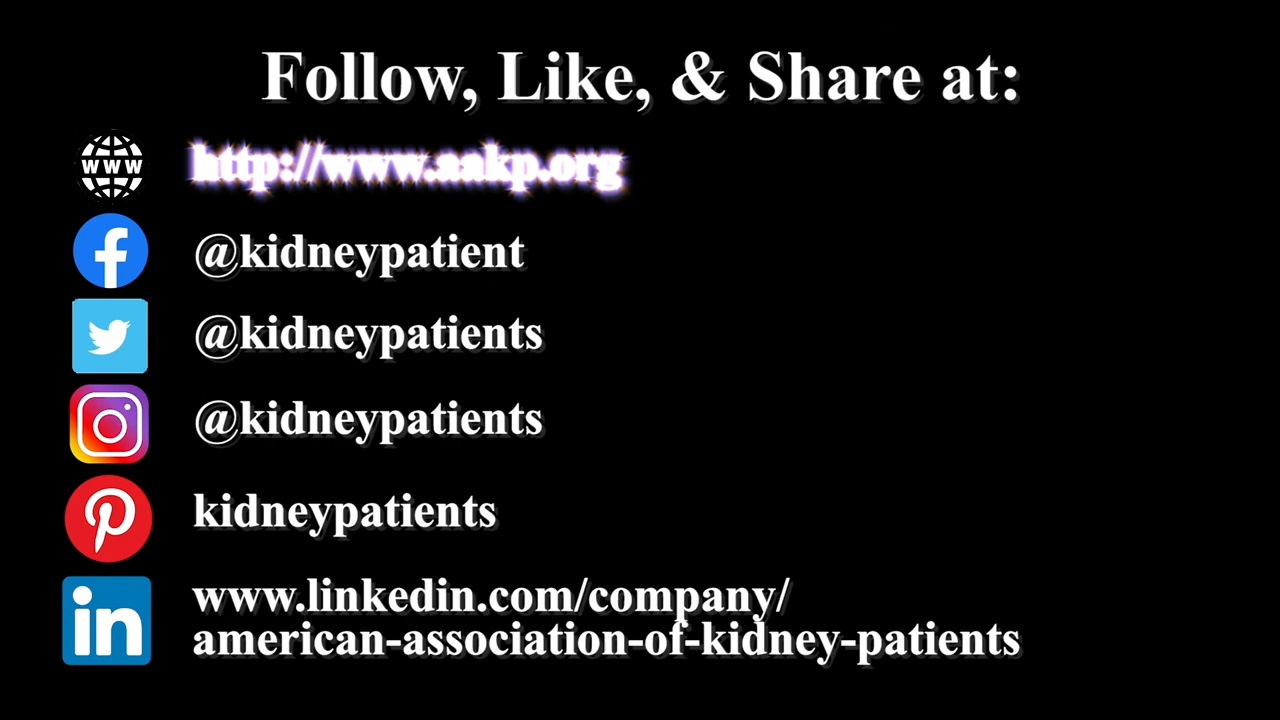 Follow, Like, & Share at:
WWW
http://www.aakp.org
@kidneypatient
@kidneypatients
@kidneypatients
kidneypatients
www.linkedin.com/company/
american-association-of-kidney-patients